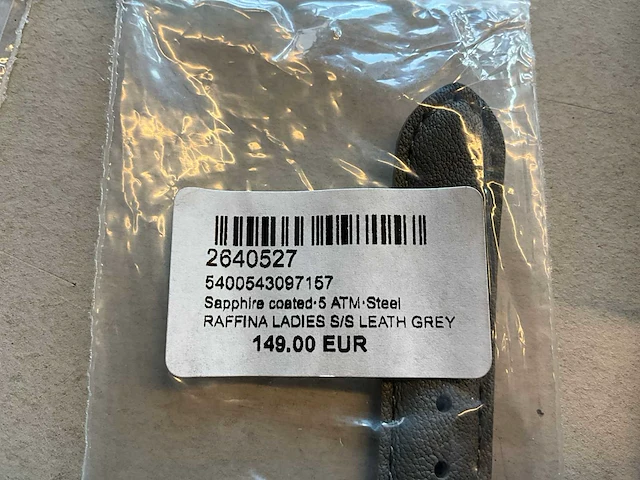 2640527
5400543097157
Sapphire coated·5 ATM·Steel
RAFFINA LADIES S/S LEATH GREY
149.00 EUR